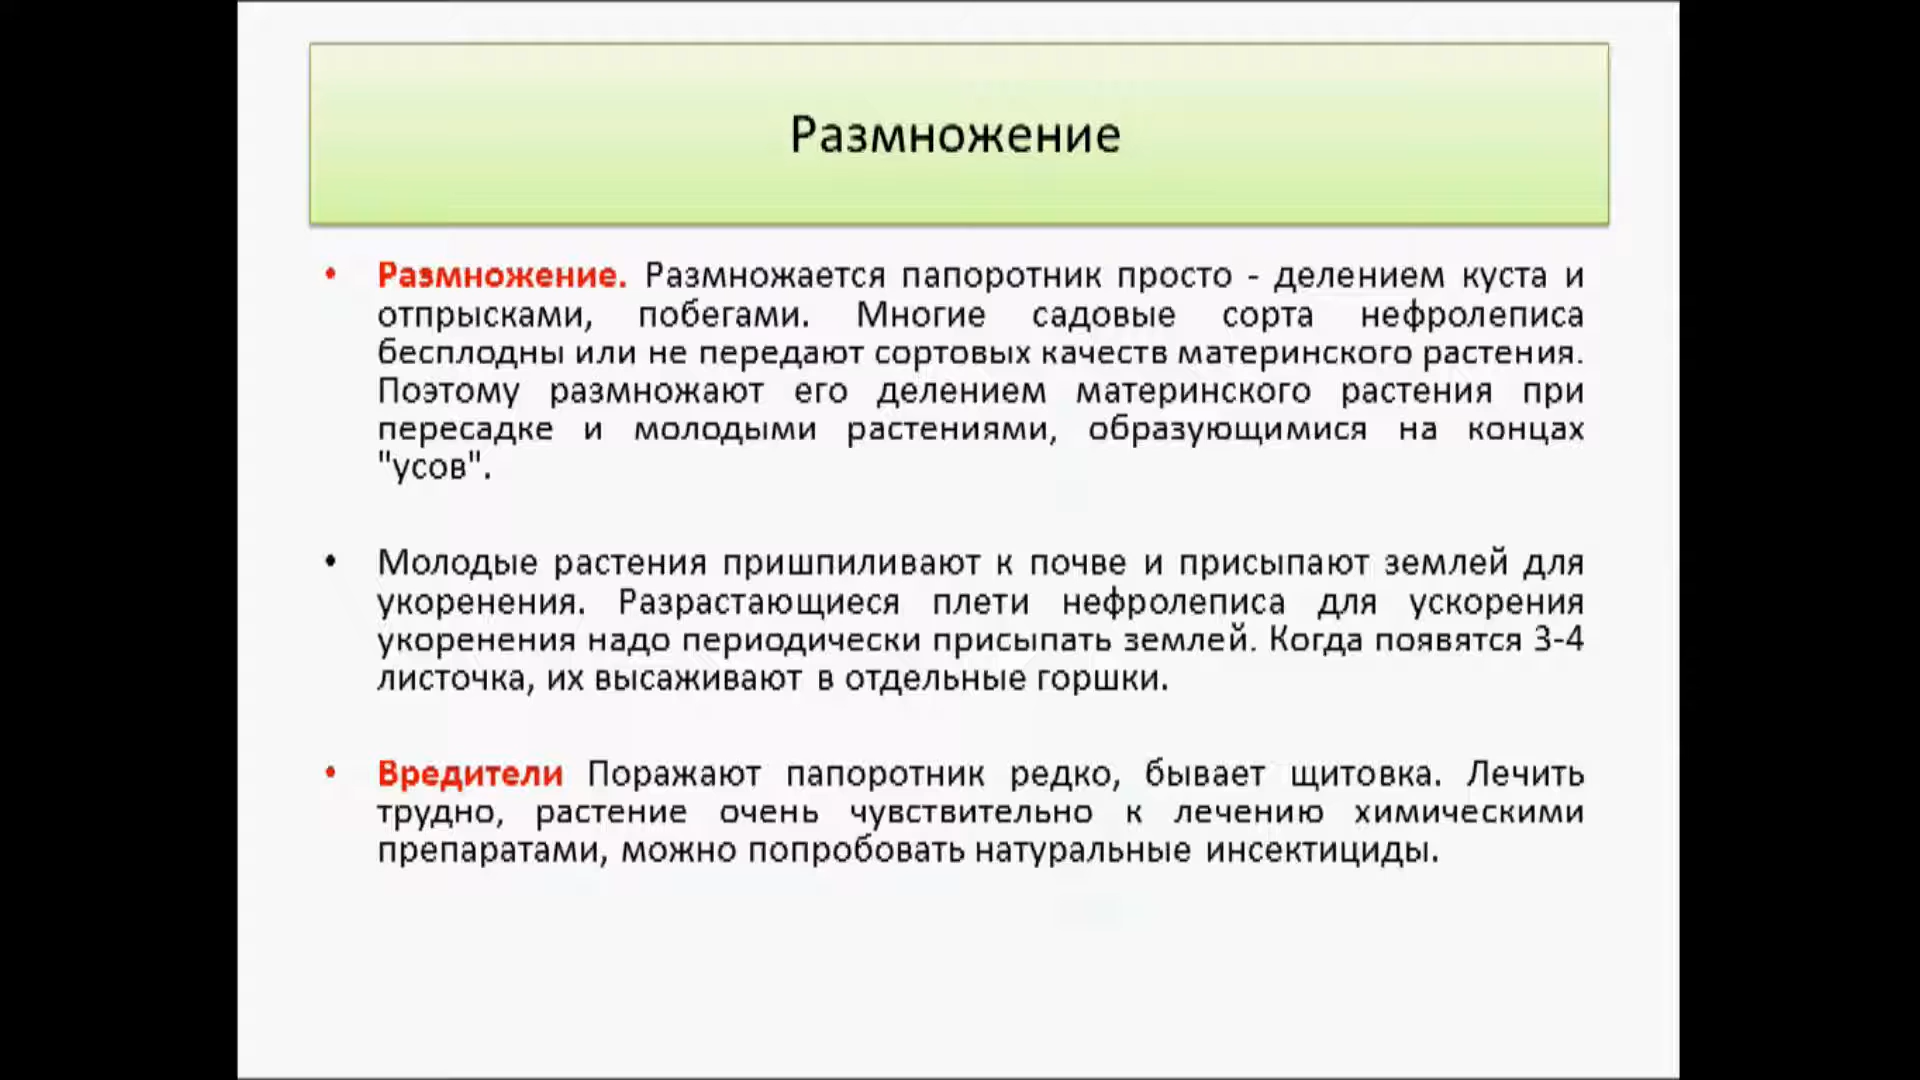 Размножение
• Размножение. Размножается папоротник просто - делением куста и
отпрысками, побегами. Многие садовые сорта нефролеписа
бесплодны или не передают сортовых качеств материнского растения.
Поэтому размножают его делением материнского растения при
пересадке и молодыми растениями, образующимися на концах
"усов".
• Молодые растения пришпиливают к почве и присыпают землей для
укоренения. Разрастающиеся плети нефролеписа для ускорения
укоренения надо периодически присыпать землей. Когда появятся 3-4
листочка, их высаживают в отдельные горшки.
• Вредители Поражают папоротник редко, бывает щитовка. Лечить
трудно, растение очень чувствительно к лечению химическими
препаратами, можно попробовать натуральные инсектициды.